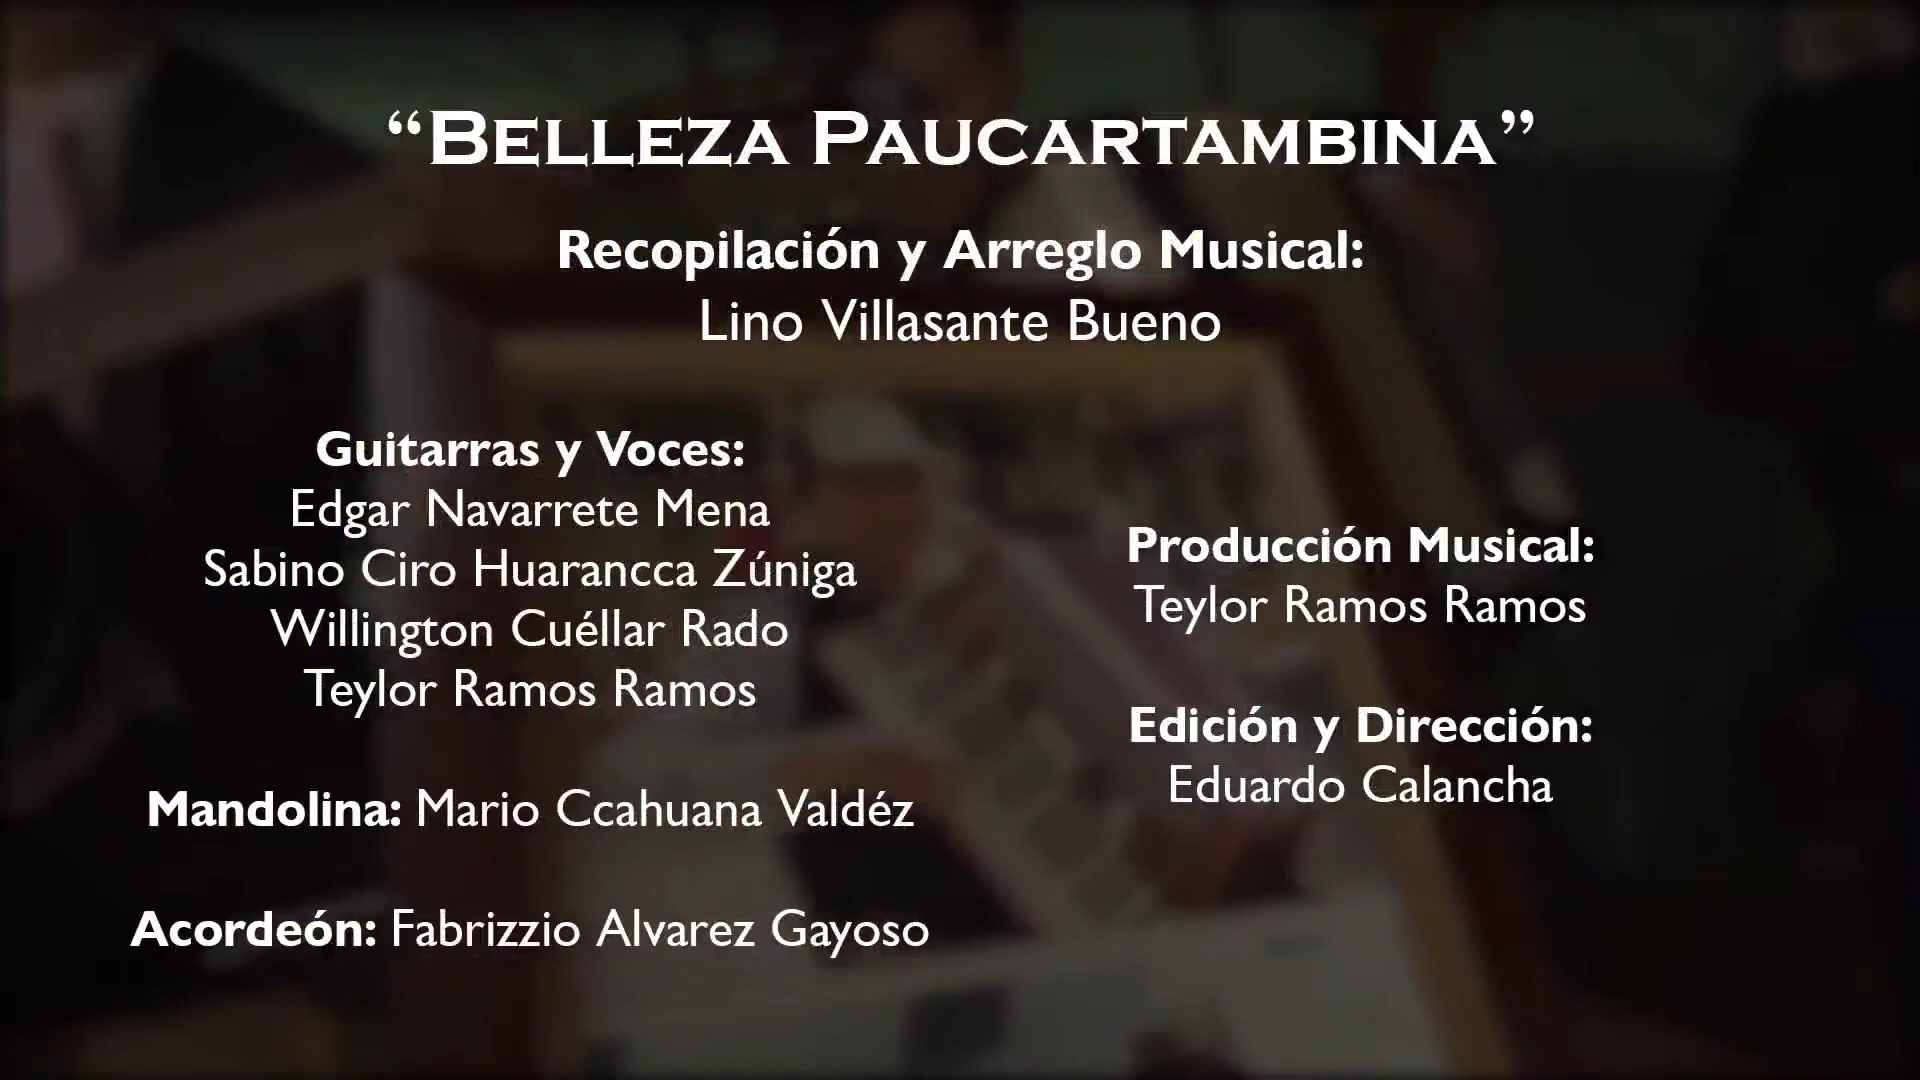 “BELLEZA PAUCARTAMBINA”
Recopilación y Arreglo Musical:
Lino Villasante Bueno
Guitarras y Voces:
Edgar Navarrete Mena
Sabino Ciro Huarancca Zúniga
Willington Cuéllar Rado
Teylor Ramos Ramos
Mandolina: Mario Ccahuana Valdéz
Acordeón: Fabrizzio Alvarez Gayoso
Producción Musical:
Teylor Ramos Ramos
Edición y Dirección:
Eduardo Calancha